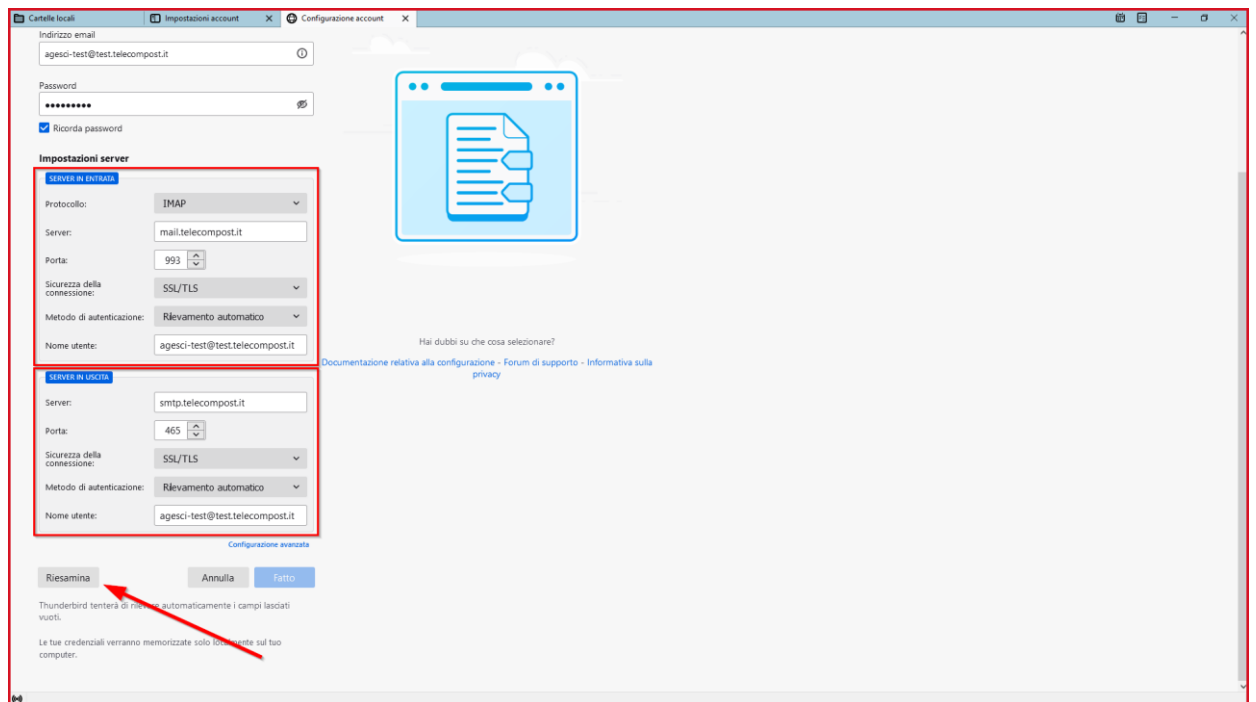 Cartelle locali
Impostazioni account
Configurazione account
Indirizzo email
agesci-test@test.telecompost.it
Password
Ricorda password
Impostazioni server
SERVER IN ENTRATA
Protocollo: IMAP
Server: mail.telecompost.it
Porta: 993
Sicurezza della
connessione: SSL/TLS
Metodo di autenticazione: Rilevamento automatico
Nome utente: agesci-test@test.telecompost.it
SERVER IN USCITA
Server: smtp.telecompost.it
Porta: 465
Sicurezza della
connessione: SSL/TLS
Metodo di autenticazione: Rilevamento automatico
Nome utente: agesci-test@test.telecompost.it
Configurazione avanzata
Riesamina Annulla Fatto
Thunderbird tenterà di rilevare automaticamente i campi lasciati
vuoti.
Le tue credenziali verranno memorizzate solo localmente sul tuo
computer.
Hai dubbi su che cosa selezionare?
Documentazione relativa alla configurazione - Forum di supporto - Informativa sulla
privacy